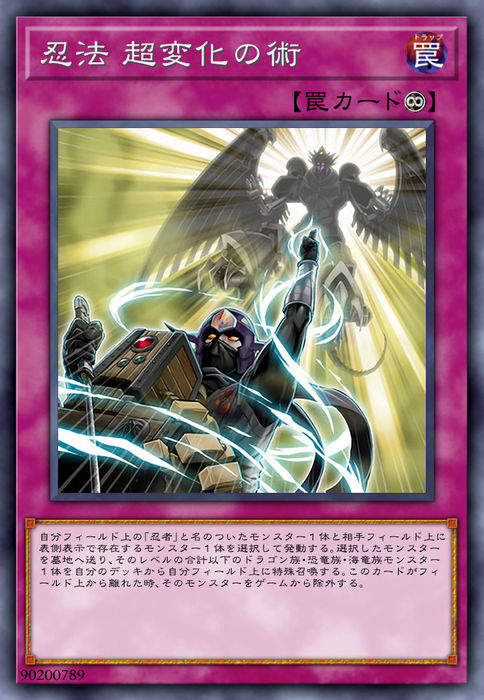 忍法 超変化の術
トラップ
罠
【罠カード♾】
自分フィールド上の「忍者」と名のついたモンスター1体と相手フィールド上に
表側表示で存在するモンスター1体を選択して発動する。選択したモンスター
を墓地へ送り、そのレベルの合計以下のドラゴン族・恐竜族・海竜族モンスター
1体を自分のデッキから自分フィールド上に特殊召喚する。このカードがフィ
ールド上から離れた時、そのモンスターをゲームから除外する。
90200789